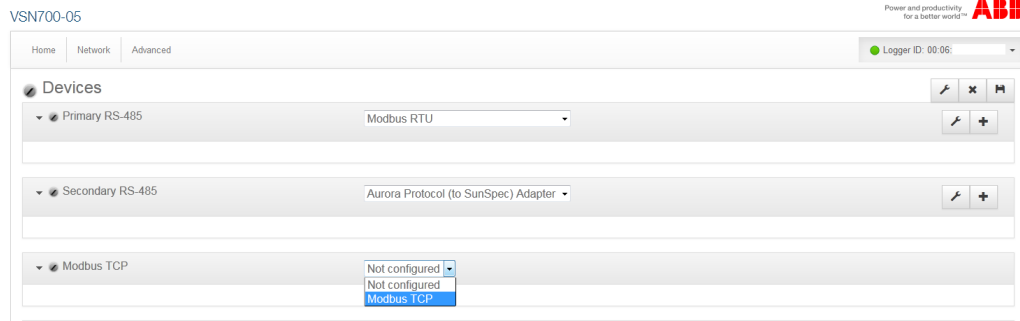 VSN700-05
Power and productivity
for a better world™ ABB
Home Network Advanced
Logger ID: 00:06:
Devices
Primary RS-485 Modbus RTU
Secondary RS-485 Aurora Protocol (to SunSpec) Adapter
Modbus TCP Not configured
Not configured
Modbus TCP